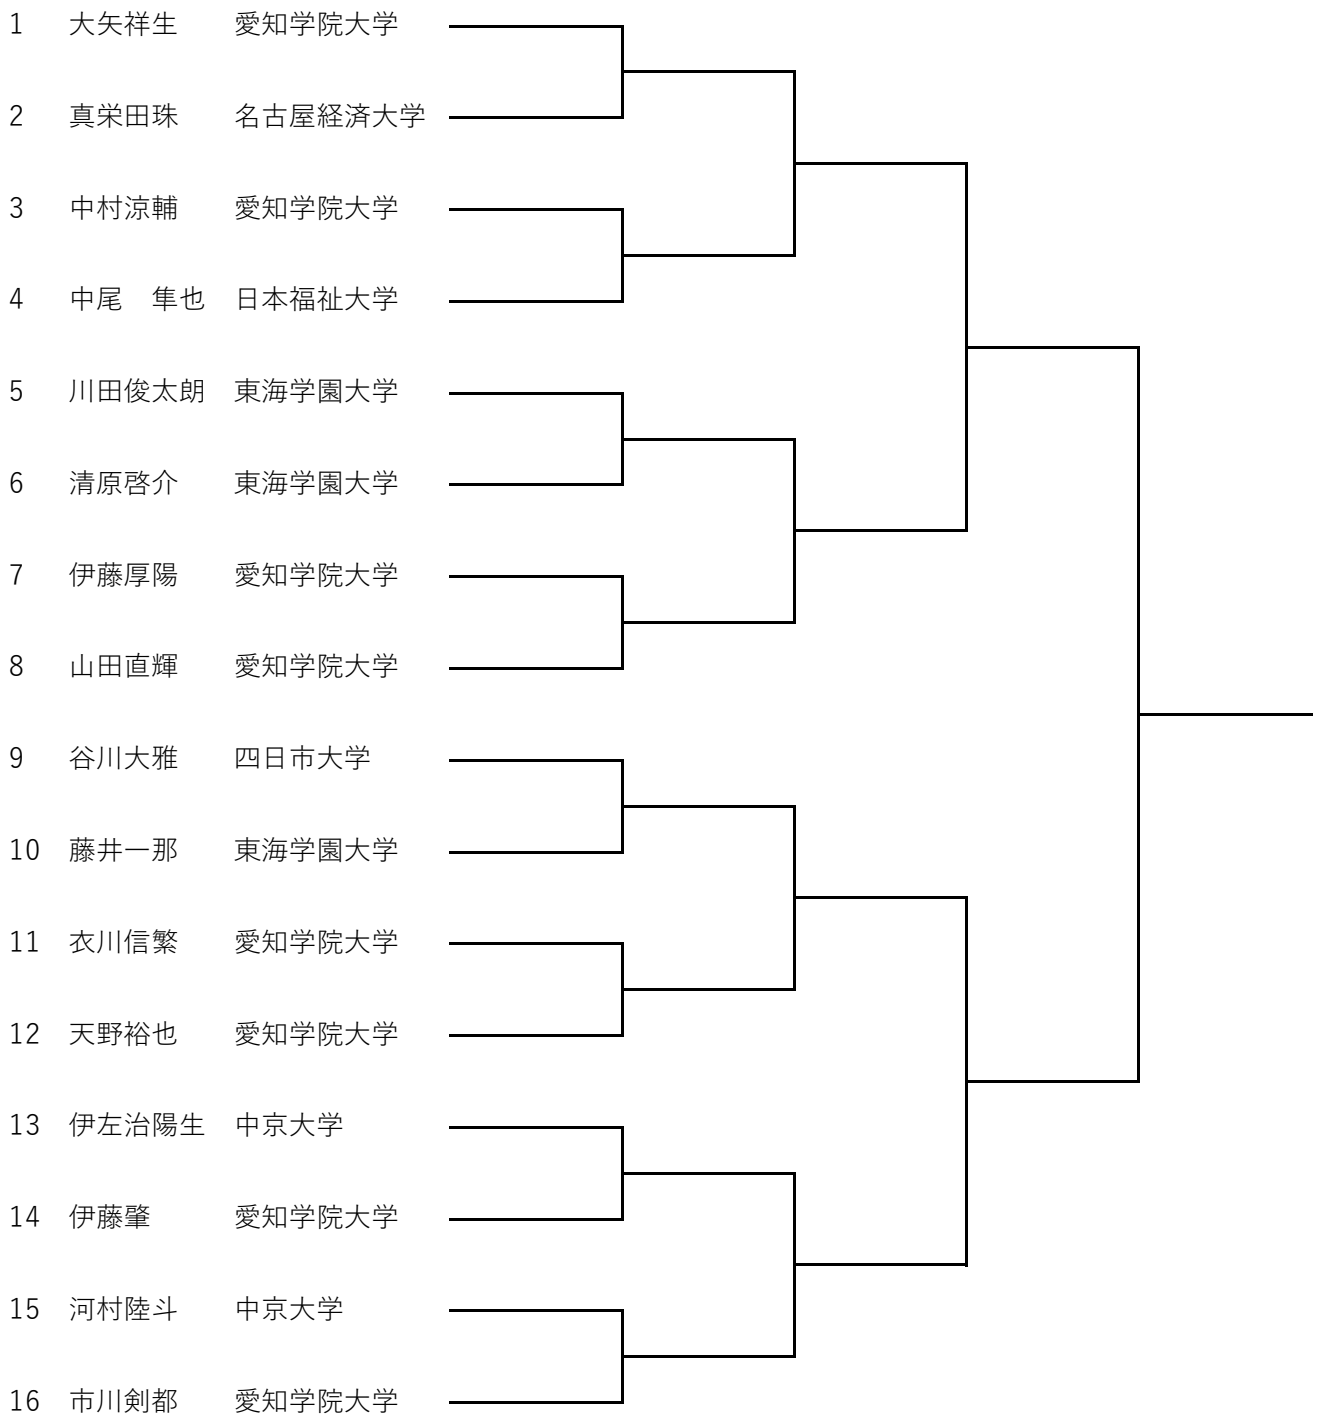 1 大矢祥生 愛知学院大学
2 真栄田珠 名古屋経済大学
3 中村涼輔 愛知学院大学
4 中尾　隼也 日本福祉大学
5 川田俊太朗 東海学園大学
6 清原啓介 東海学園大学
7 伊藤厚陽 愛知学院大学
8 山田直輝 愛知学院大学
9 谷川大雅 四日市大学
10 藤井一那 東海学園大学
11 衣川信繁 愛知学院大学
12 天野裕也 愛知学院大学
13 伊左治陽生 中京大学
14 伊藤肇 愛知学院大学
15 河村陸斗 中京大学
16 市川剣都 愛知学院大学